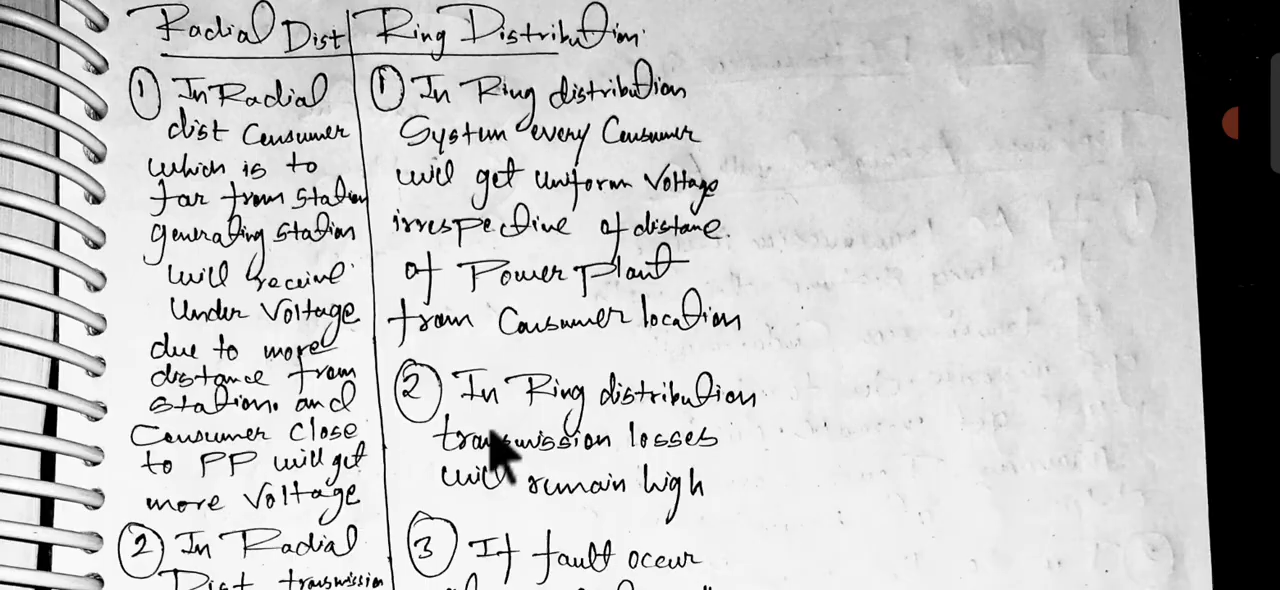 Radial Dist
① In Radial
dist Consumer
which is to
far from station
generating station
will receive
Under Voltage
due to more
distance from
station. and
Consumer close
to PP will get
more Voltage
② In Radial
Dist transmission
Ring Distribution:
① In Ring distribution
System every Consumer
will get uniform Voltage
irrespective of distane.
of Power Plant
from Consumer location
② In Ring distribution
transmission losses
will remain high
③ If fault occur